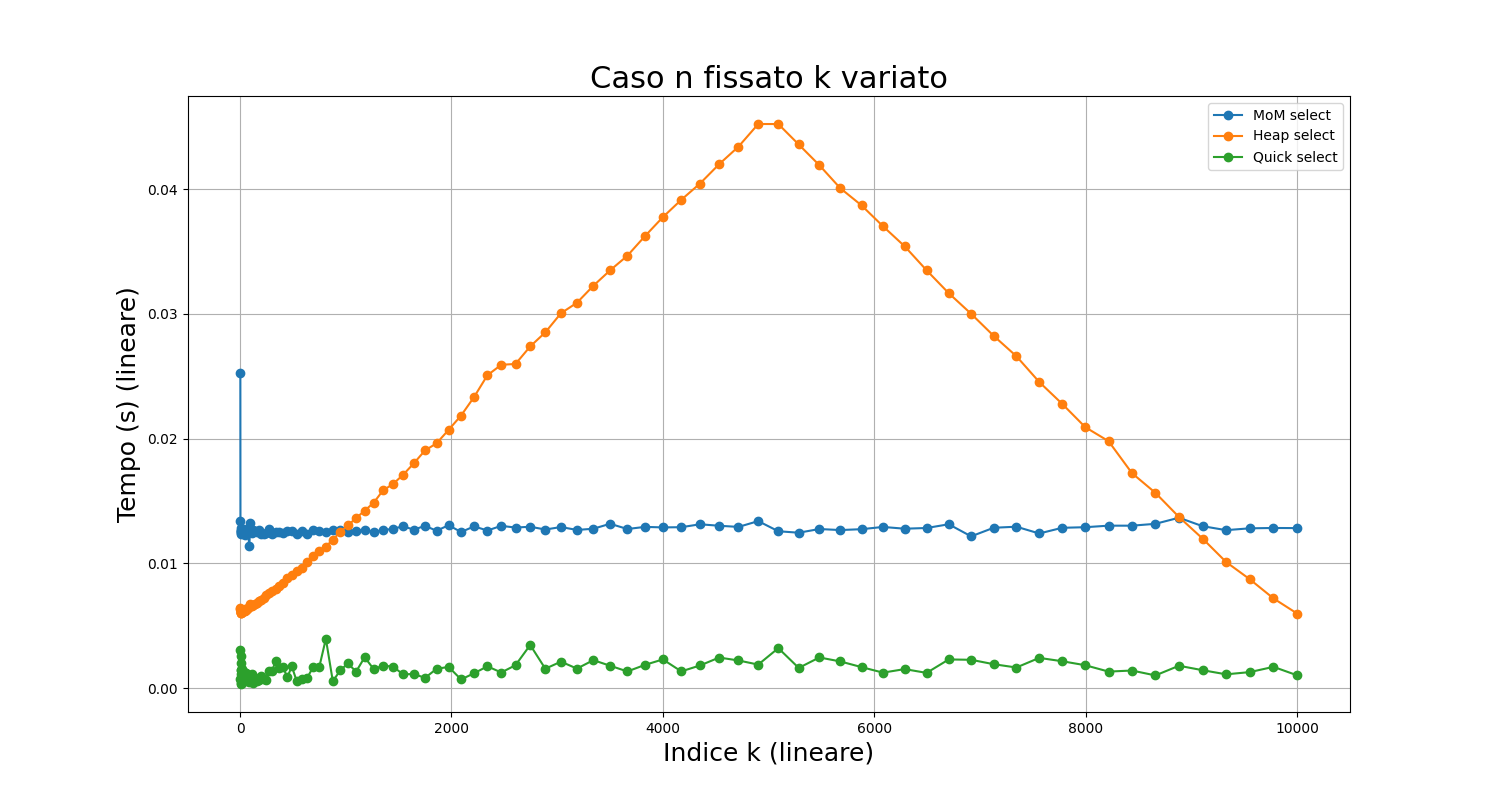 Caso n fissato k variato
MoM select
Heap select
Quick select
Tempo (s) (lineare)
0.04
0.03
0.02
0.01
0.00
0 2000 4000 6000 8000 10000
Indice k (lineare)